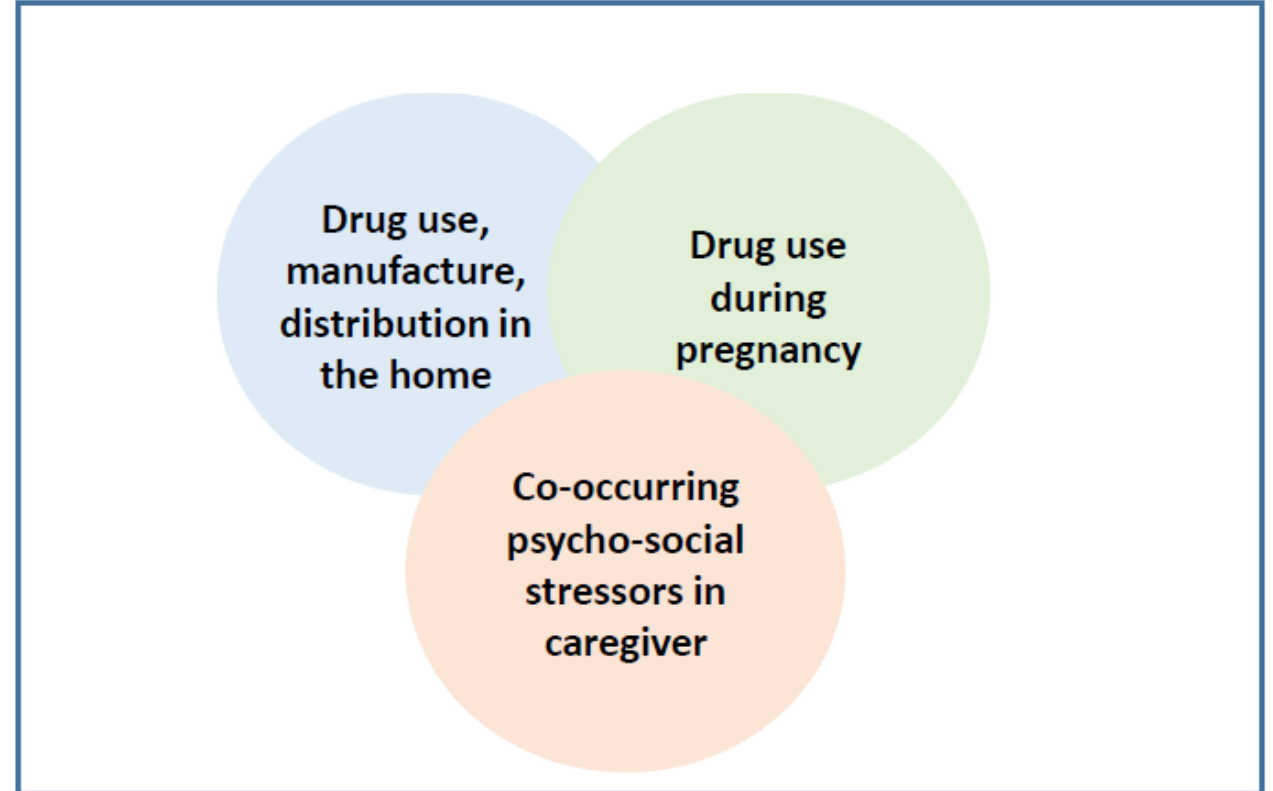 Drug use,
manufacture,
distribution in
the home
Drug use
during
pregnancy
Co-occurring
psycho-social
stressors in
caregiver